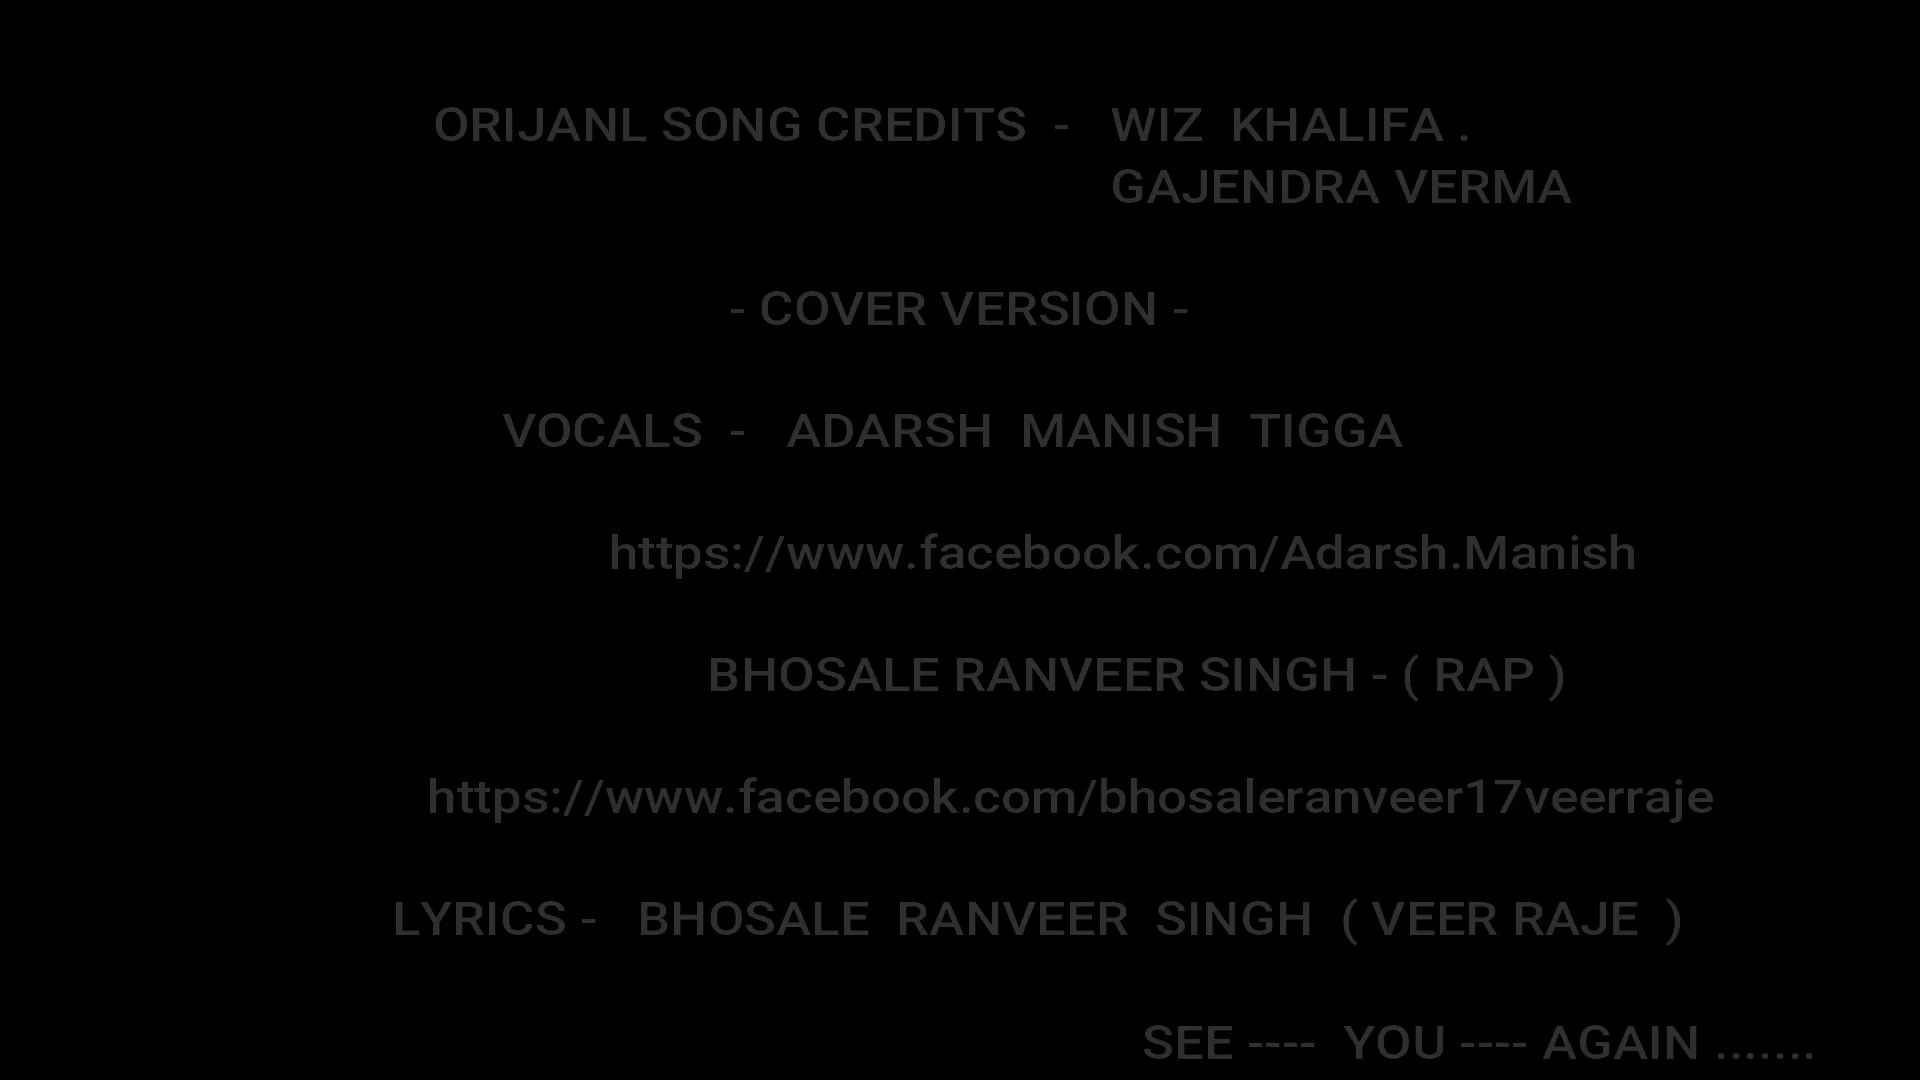 ORIJANL SONG CREDITS - WIZ KHALIFA .
GAJENDRA VERMA
- COVER VERSION -
VOCALS - ADARSH MANISH TIGGA
https://www.facebook.com/Adarsh.Manish
BHOSALE RANVEER SINGH - ( RAP )
https://www.facebook.com/bhosaleranveer17veerraje
LYRICS - BHOSALE RANVEER SINGH ( VEER RAJE )
SEE ---- YOU ---- AGAIN .......